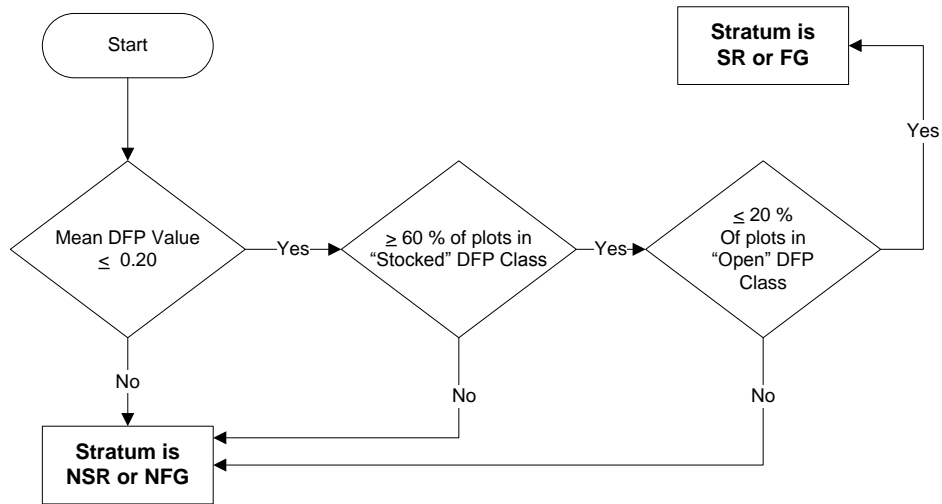 Start
Stratum is
SR or FG
Yes
Mean DFP Value
≤ 0.20
Yes
≥ 60 % of plots in
“Stocked” DFP Class
Yes
≤ 20 %
Of plots in
“Open” DFP
Class
No
No
No
Stratum is
NSR or NFG